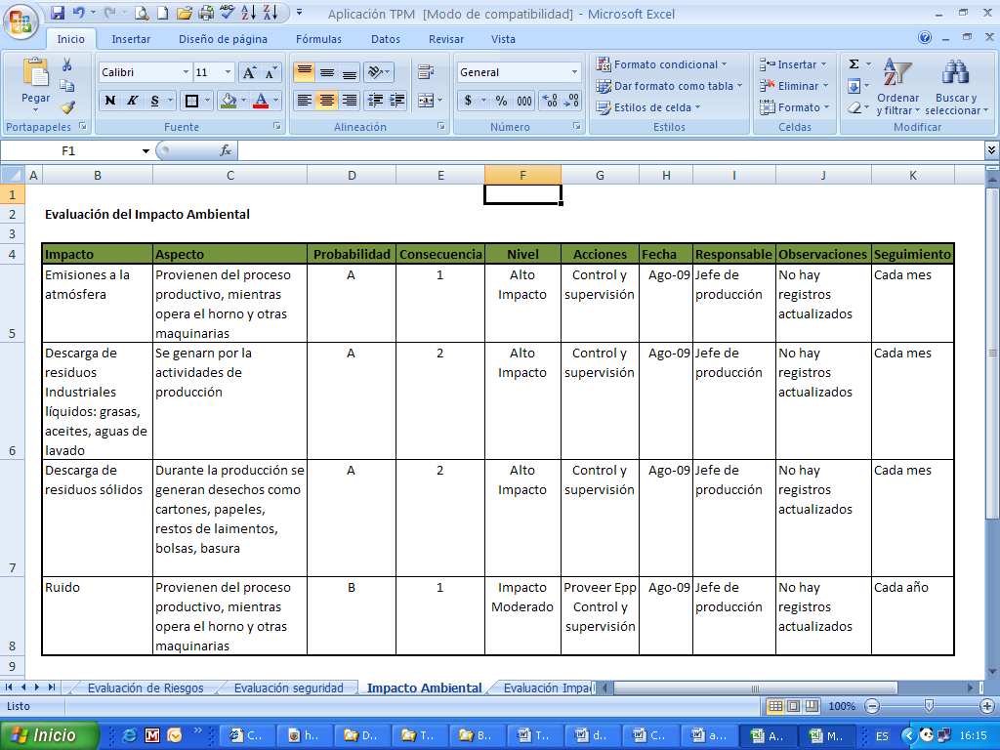 Aplicación TPM [Modo de compatibilidad] - Microsoft Excel
Inicio Insertar Diseño de página Fórmulas Datos Revisar Vista
Pegar
Portapapeles
Calibri 11
N K S
Fuente
Alineación
General
$ % 000
Número
Formato condicional
Dar formato como tabla
Estilos de celda
Estilos
Insertar
Eliminar
Formato
Celdas
Σ
Ordenar y filtrar
Buscar y seleccionar
Modificar
F1 fx
A B C D E F G H I J K
1
2 Evaluación del Impacto Ambiental
3
4 Impacto Aspecto Probabilidad Consecuencia Nivel Acciones Fecha Responsable Observaciones Seguimiento
Emisiones a la Provienen del proceso A 1 Alto Control y Ago-09 Jefe de No hay Cada mes
atmósfera productivo, mientras Impacto supervisión producción registros
opera el horno y otras actualizados
5 maquinarias
Descarga de Se genarn por la A 2 Alto Control y Ago-09 Jefe de No hay Cada mes
residuos actividades de Impacto supervisión producción registros
Industriales producción actualizados
líquidos: grasas,
aceites, aguas de
6 lavado
Descarga de Durante la producción se A 2 Alto Control y Ago-09 Jefe de No hay Cada mes
residuos sólidos generan desechos como Impacto supervisión producción registros
cartones, papeles, actualizados
restos de laimentos,
bolsas, basura
7
Ruido Provienen del proceso B 1 Impacto Proveer Epp Ago-09 Jefe de No hay Cada año
productivo, mientras Moderado Control y producción registros
opera el horno y otras supervisión actualizados
8 maquinarias
9
Evaluación de Riesgos Evaluación seguridad Impacto Ambiental Evaluación Impa
Listo 100%
Inicio C... h... D... T... B... T... d... C... a... A... M... ES 16:15